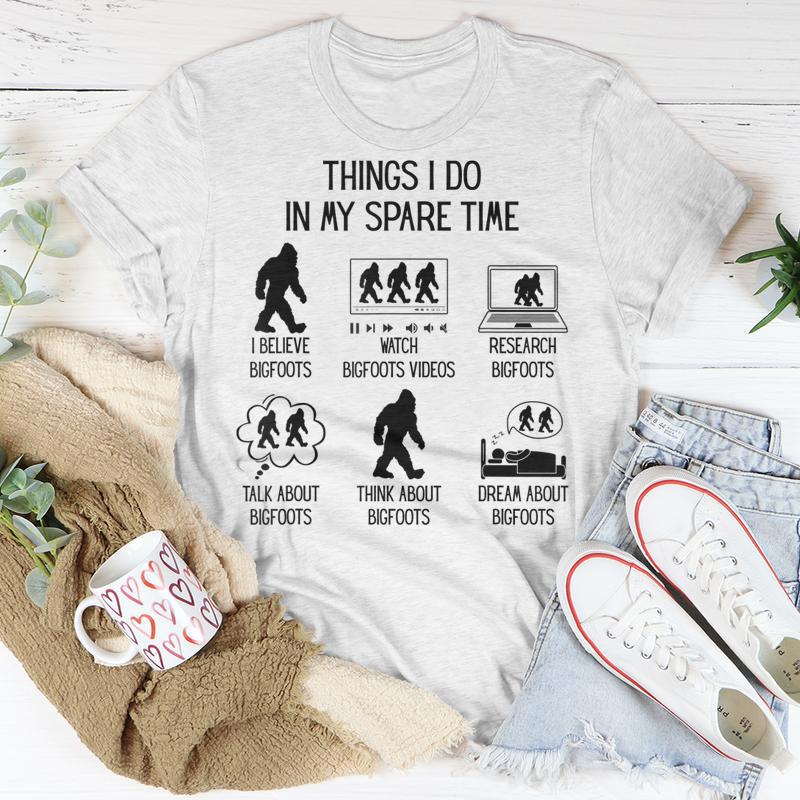 THINGS I DO
IN MY SPARE TIME
I BELIEVE
BIGFOOTS
WATCH
BIGFOOTS VIDEOS
RESEARCH
BIGFOOTS
TALK ABOUT
BIGFOOTS
THINK ABOUT
BIGFOOTS
zzz
DREAM ABOUT
BIGFOOTS